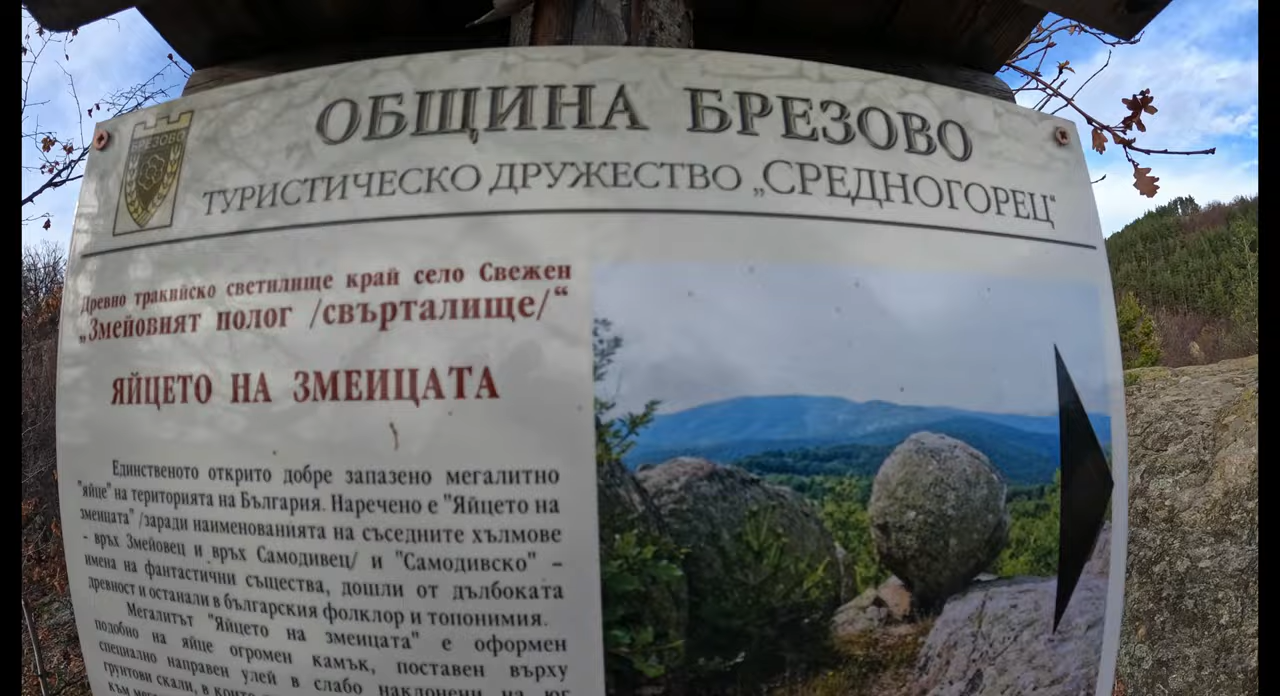 ОБЩИНА БРЕЗОВО
БРЕЗОВО
ТУРИСТИЧЕСКО ДРУЖЕСТВО „СРЕДНОГОРЕЦ“
Древно тракийско светилище край село Свежен
„Змейовният полог /свърталище/“
ЯЙЦЕТО НА ЗМЕИЦАТА
Единственото открито добре запазено мегалитно
"яйце" на територията на България. Наречено е "Яйцето на
змеицата" /заради наименованията на съседните хълмове
- връх Змейовец и връх Самодивец/ и "Самодивско" –
имена на фантастични същества, дошли от дълбоката
древност и останали в българския фолклор и топонимия.
Мегалитът "Яйцето на змеицата" е оформен
подобно на яйце огромен камък, поставен върху
специално направен улей в слабо наклонени на юг
грунтови скали, в
към